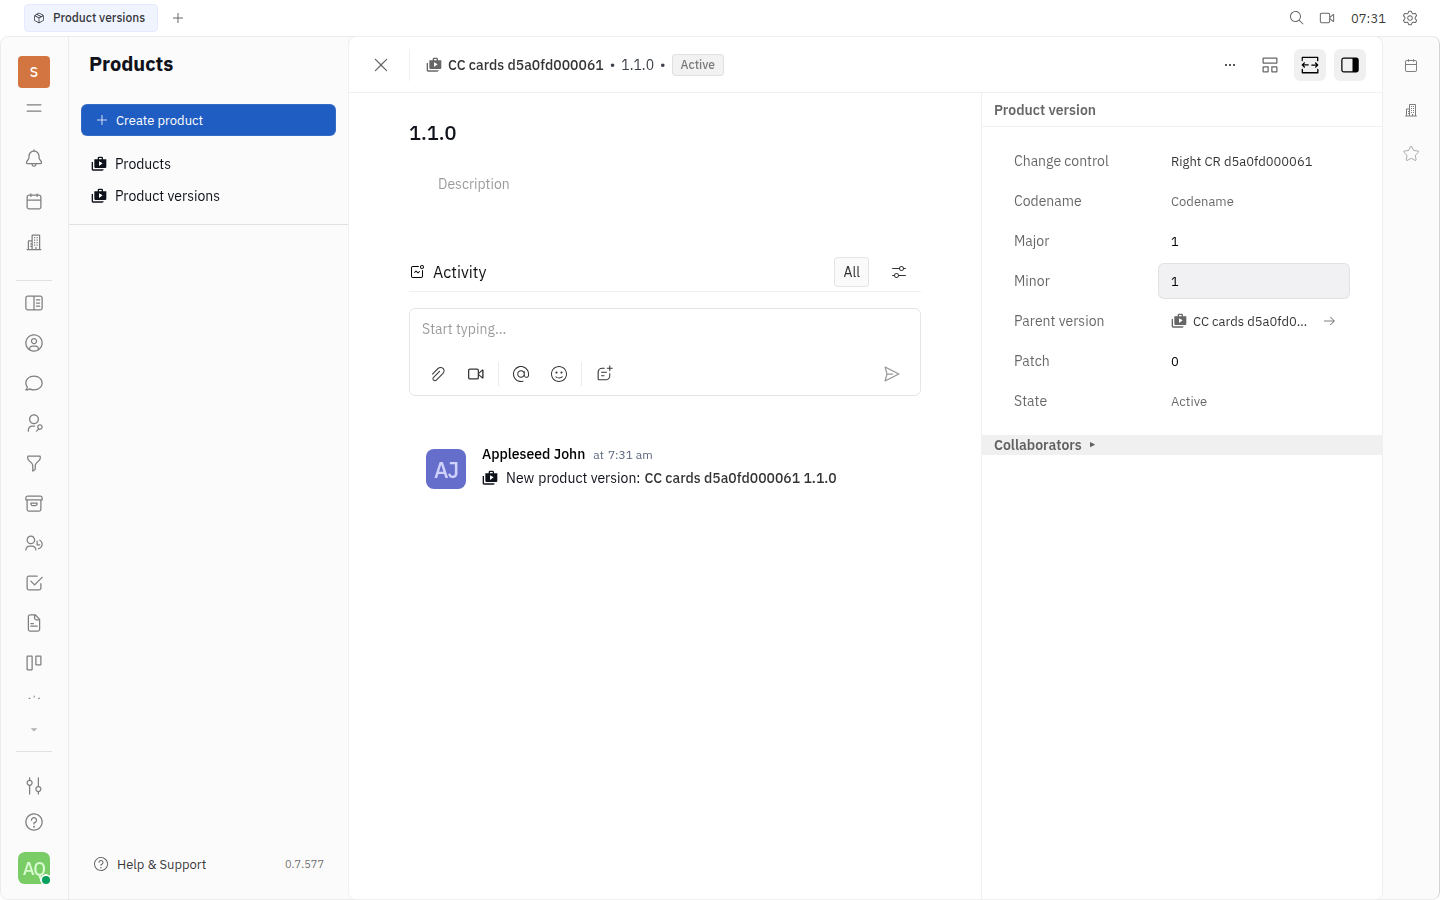 Product versions
07:31
S
Products
Create product
Products
Product versions
Help & Support
0.7.577
AO
CC cards d5a0fd000061 • 1.1.0 • Active
1.1.0
Description
Activity
All
Start typing...
AJ
Appleseed John at 7:31 am
New product version: CC cards d5a0fd000061 1.1.0
Product version
Change control Right CR d5a0fd000061
Codename Codename
Major 1
Minor 1
Parent version CC cards d5a0fd0...
Patch 0
State Active
Collaborators